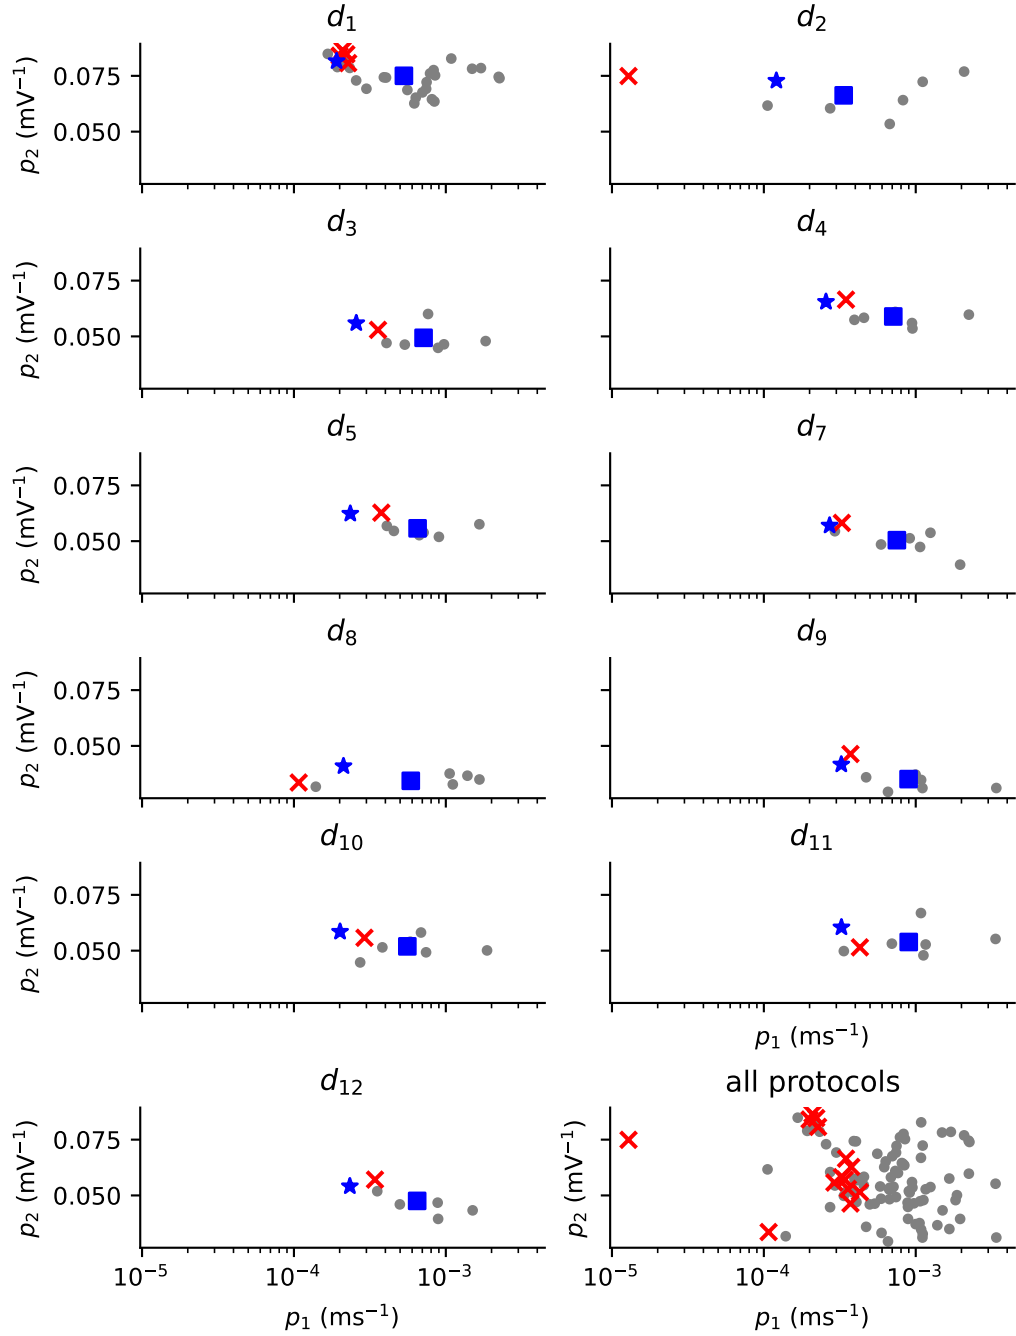 d₁ d₂
p₂ (mV⁻¹)
0.075
0.050
d₃ d₄
p₂ (mV⁻¹)
0.075
0.050
d₅ d₇
p₂ (mV⁻¹)
0.075
0.050
d₈ d₉
p₂ (mV⁻¹)
0.075
0.050
d₁₀ d₁₁
p₂ (mV⁻¹)
0.075
0.050
p₁ (ms⁻¹)
d₁₂ all protocols
p₂ (mV⁻¹) p₂ (mV⁻¹)
0.075 0.075
0.050 0.050
10⁻⁵ 10⁻⁴ 10⁻³ 10⁻⁵ 10⁻⁴ 10⁻³
p₁ (ms⁻¹) p₁ (ms⁻¹)